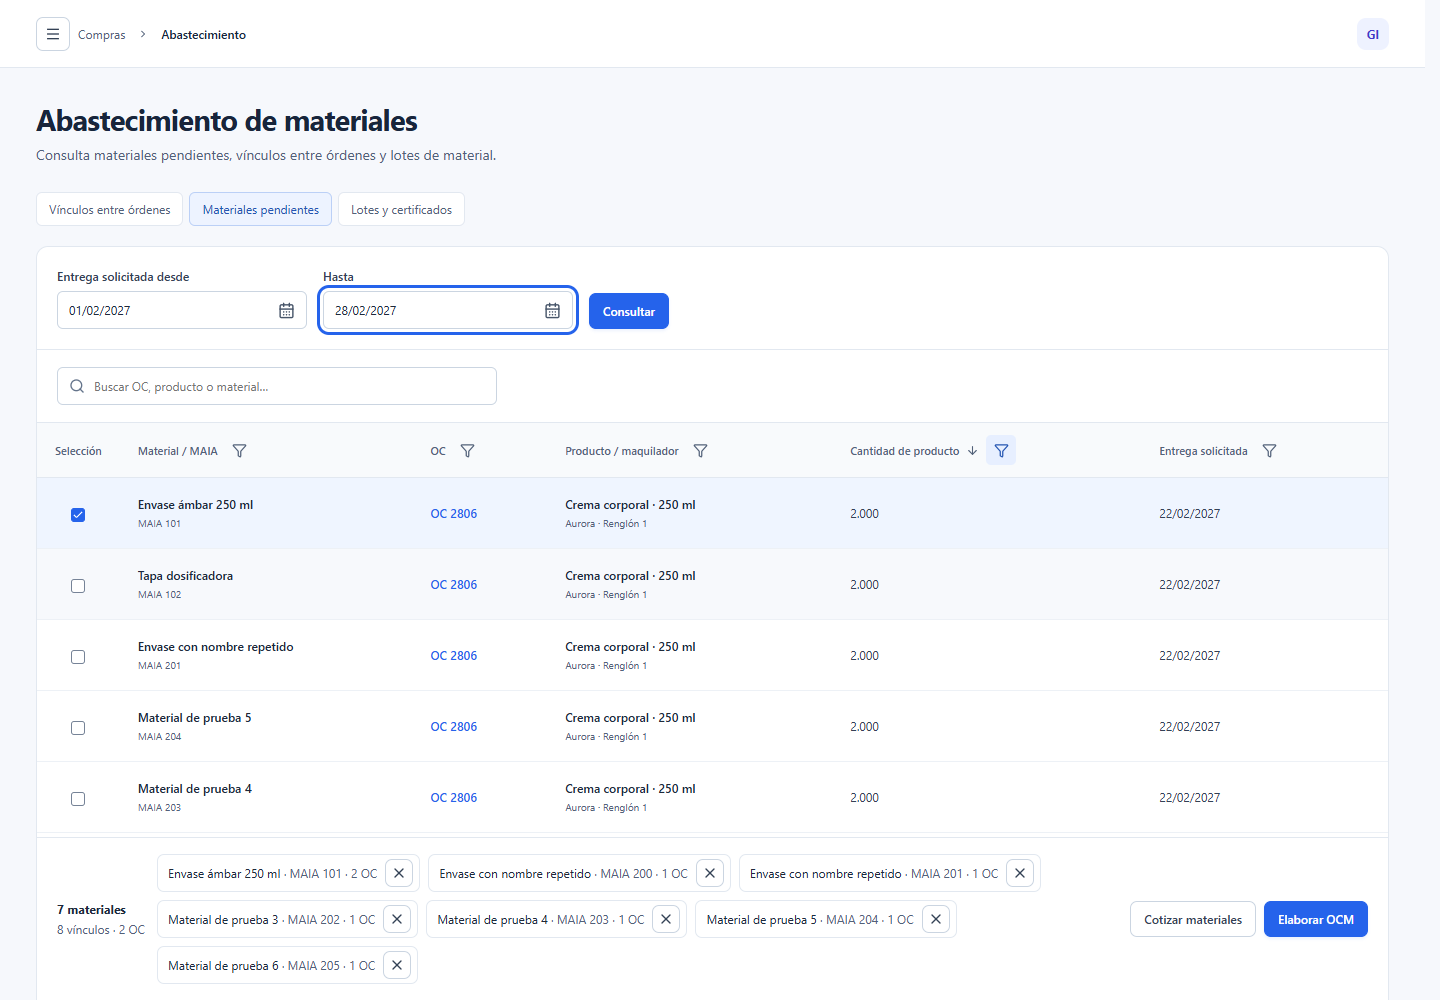 Compras > Abastecimiento
GI
Abastecimiento de materiales
Consulta materiales pendientes, vínculos entre órdenes y lotes de material.
Vínculos entre órdenes Materiales pendientes Lotes y certificados
Entrega solicitada desde Hasta
01/02/2027 28/02/2027 Consultar
Buscar OC, producto o material...
Selección Material / MAIA OC Producto / maquilador Cantidad de producto ↓ Entrega solicitada
Envase ámbar 250 ml OC 2806 Crema corporal · 250 ml 2.000 22/02/2027
MAIA 101 Aurora · Renglón 1
Tapa dosificadora OC 2806 Crema corporal · 250 ml 2.000 22/02/2027
MAIA 102 Aurora · Renglón 1
Envase con nombre repetido OC 2806 Crema corporal · 250 ml 2.000 22/02/2027
MAIA 201 Aurora · Renglón 1
Material de prueba 5 OC 2806 Crema corporal · 250 ml 2.000 22/02/2027
MAIA 204 Aurora · Renglón 1
Material de prueba 4 OC 2806 Crema corporal · 250 ml 2.000 22/02/2027
MAIA 203 Aurora · Renglón 1
7 materiales
8 vínculos · 2 OC
Envase ámbar 250 ml · MAIA 101 · 2 OC Envase con nombre repetido · MAIA 200 · 1 OC Envase con nombre repetido · MAIA 201 · 1 OC
Material de prueba 3 · MAIA 202 · 1 OC Material de prueba 4 · MAIA 203 · 1 OC Material de prueba 5 · MAIA 204 · 1 OC
Material de prueba 6 · MAIA 205 · 1 OC
Cotizar materiales Elaborar OCM